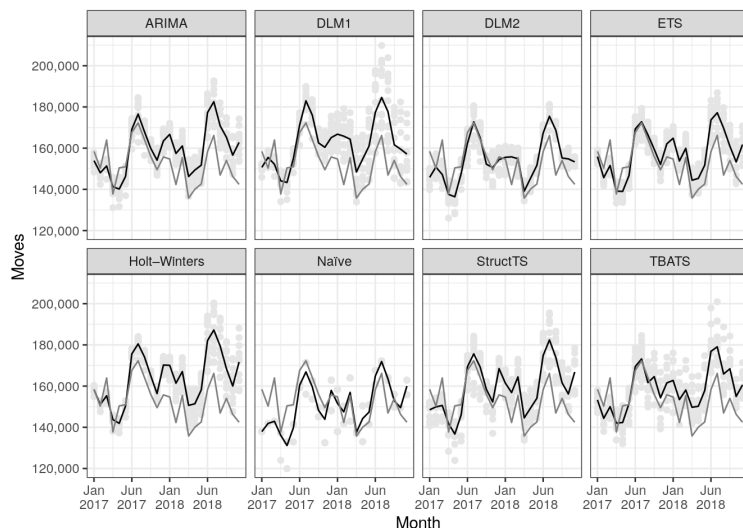 ARIMA DLM1 DLM2 ETS
200,000
180,000
160,000
140,000
120,000
Holt–Winters Naïve StructTS TBATS
200,000
180,000
160,000
140,000
120,000
Moves
Jan Jun Jan Jun Jan Jun Jan Jun Jan Jun Jan Jun Jan Jun Jan Jun
2017 2017 2018 2018 2017 2017 2018 2018 2017 2017 2018 2018 2017 2017 2018 2018
Month